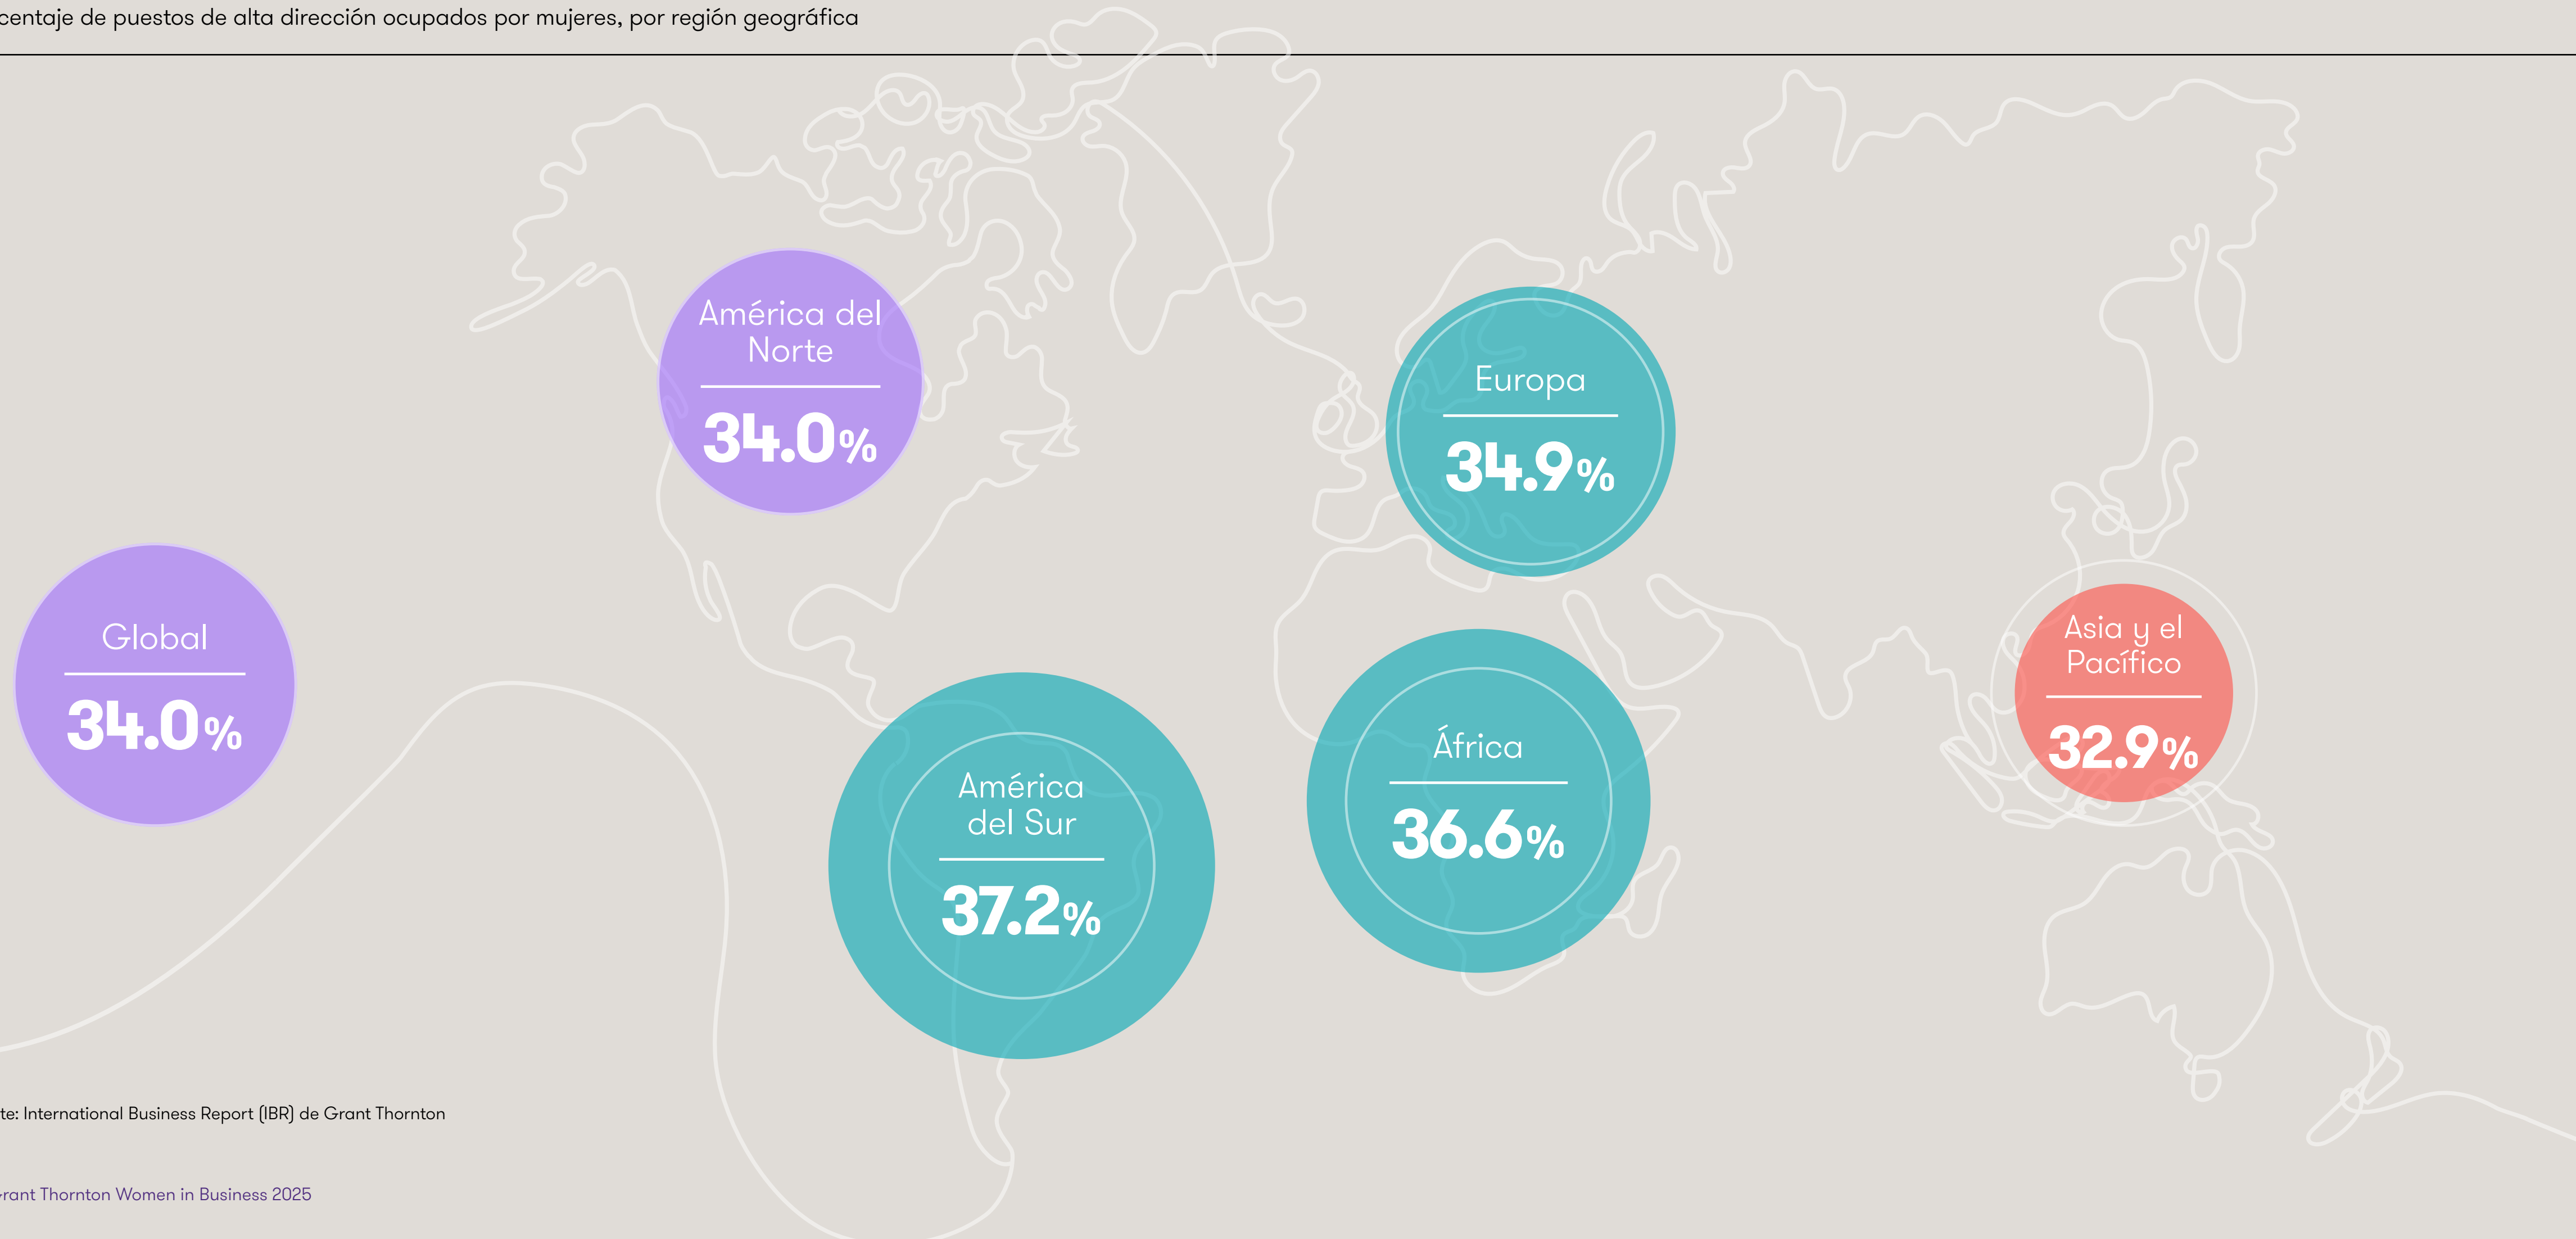 centaje de puestos de alta dirección ocupados por mujeres, por región geográfica
América del
Norte
34.0%
Europa
34.9%
Global
34.0%
Asia y el
Pacífico
32.9%
América
del Sur
37.2%
África
36.6%
te: International Business Report (IBR) de Grant Thornton
Grant Thornton Women in Business 2025